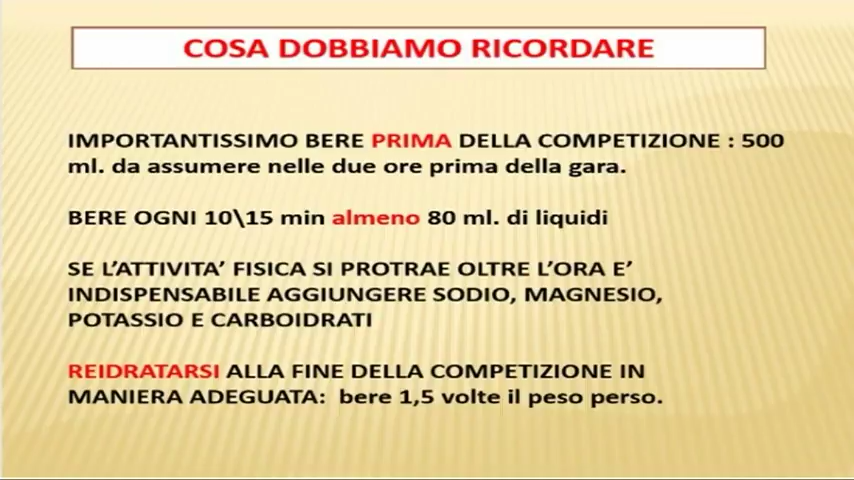 COSA DOBBIAMO RICORDARE
IMPORTANTISSIMO BERE PRIMA DELLA COMPETIZIONE : 500
ml. da assumere nelle due ore prima della gara.
BERE OGNI 10\15 min almeno 80 ml. di liquidi
SE L'ATTIVITA' FISICA SI PROTRAE OLTRE L'ORA E'
INDISPENSABILE AGGIUNGERE SODIO, MAGNESIO,
POTASSIO E CARBOIDRATI
REIDRATARSI ALLA FINE DELLA COMPETIZIONE IN
MANIERA ADEGUATA: bere 1,5 volte il peso perso.